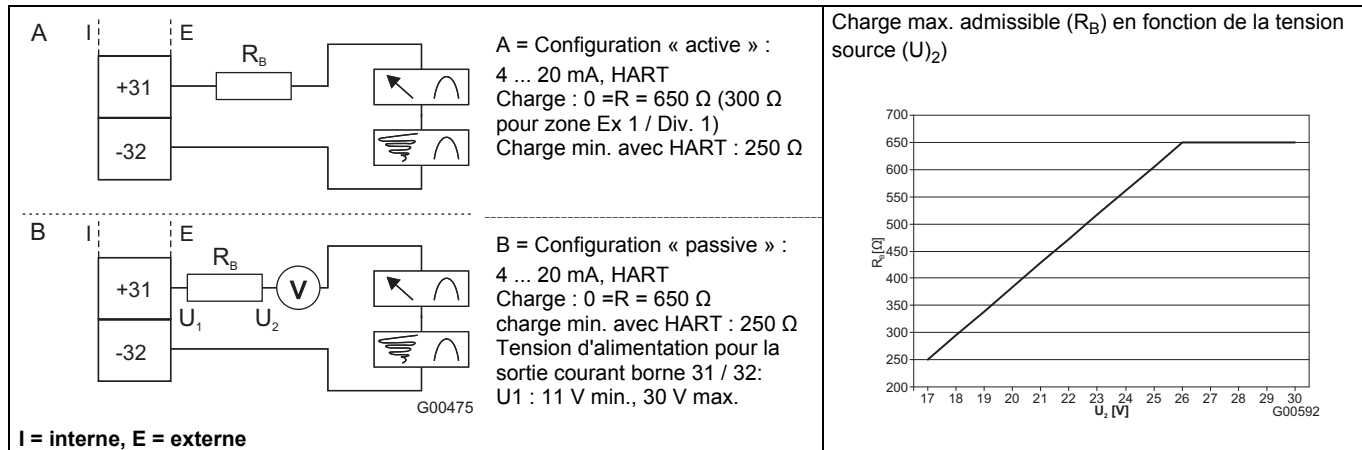 A
I
E
R_B
+31
-32
A = Configuration « active » :
4 ... 20 mA, HART
Charge : 0 =R = 650 Ω (300 Ω
pour zone Ex 1 / Div. 1)
Charge min. avec HART : 250 Ω
B
I
E
R_B
+31
V
U₁
U₂
-32
G00475
B = Configuration « passive » :
4 ... 20 mA, HART
Charge : 0 =R = 650 Ω
charge min. avec HART : 250 Ω
Tension d'alimentation pour la
sortie courant borne 31 / 32:
U1 : 11 V min., 30 V max.
I = interne, E = externe
Charge max. admissible (R_B) en fonction de la tension
source (U)₂)
700
650
600
550
500
450
400
350
300
250
200
R_B[Ω]
17 18 19 20 21 22 23 24 25 26 27 28 29 30
U₂ [V]
G00592